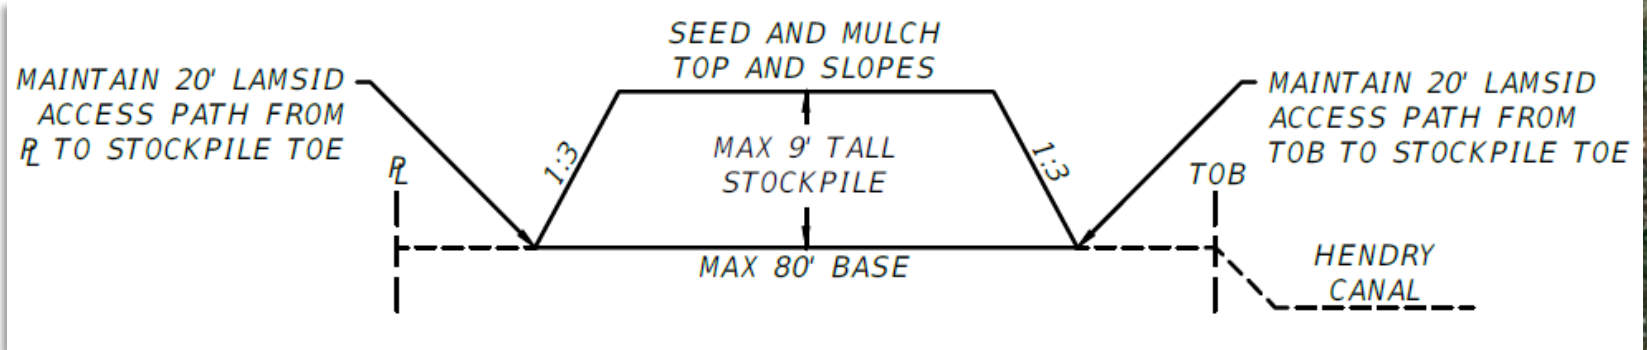 SEED AND MULCH
TOP AND SLOPES
MAINTAIN 20' LAMSID
ACCESS PATH FROM
PL TO STOCKPILE TOE
PL
1:3
MAX 9' TALL
STOCKPILE
1:3
MAX 80' BASE
MAINTAIN 20' LAMSID
ACCESS PATH FROM
TOB TO STOCKPILE TOE
TOB
HENDRY
CANAL